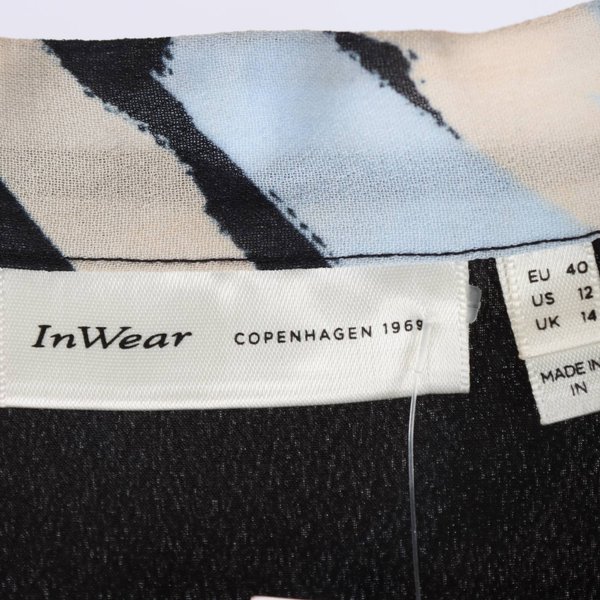 InWear COPENHAGEN 1969
EU 40
US 12
UK 14
MADE IN
IN